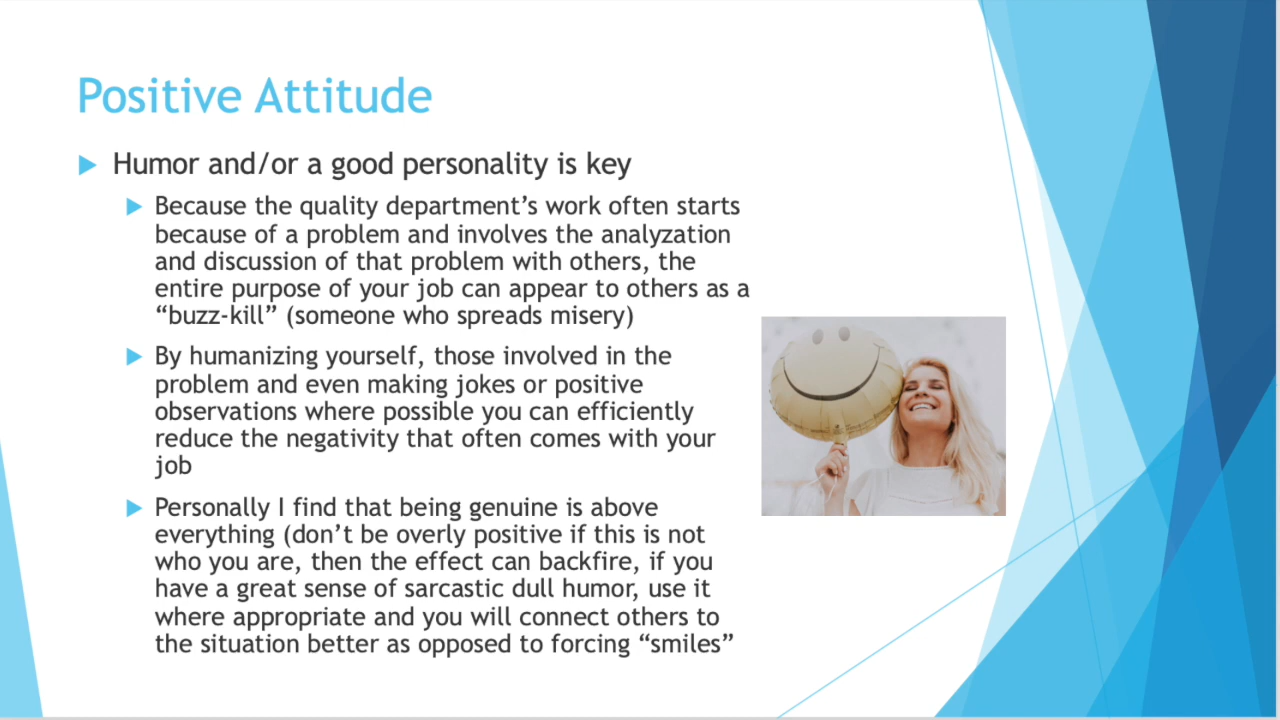 Positive Attitude
Humor and/or a good personality is key
Because the quality department’s work often starts
because of a problem and involves the analyzation
and discussion of that problem with others, the
entire purpose of your job can appear to others as a
“buzz-kill” (someone who spreads misery)
By humanizing yourself, those involved in the
problem and even making jokes or positive
observations where possible you can efficiently
reduce the negativity that often comes with your
job
Personally I find that being genuine is above
everything (don’t be overly positive if this is not
who you are, then the effect can backfire, if you
have a great sense of sarcastic dull humor, use it
where appropriate and you will connect others to
the situation better as opposed to forcing “smiles”